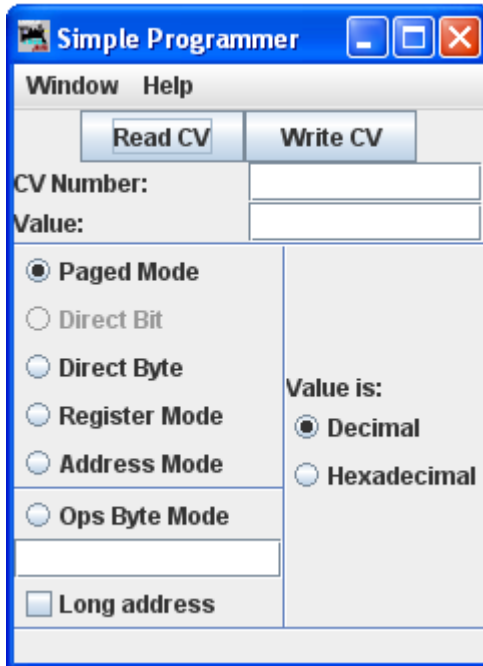 Simple Programmer
Window Help
Read CV Write CV
CV Number:
Value:
Paged Mode
Direct Bit
Direct Byte
Register Mode
Address Mode
Ops Byte Mode
Long address
Value is:
Decimal
Hexadecimal